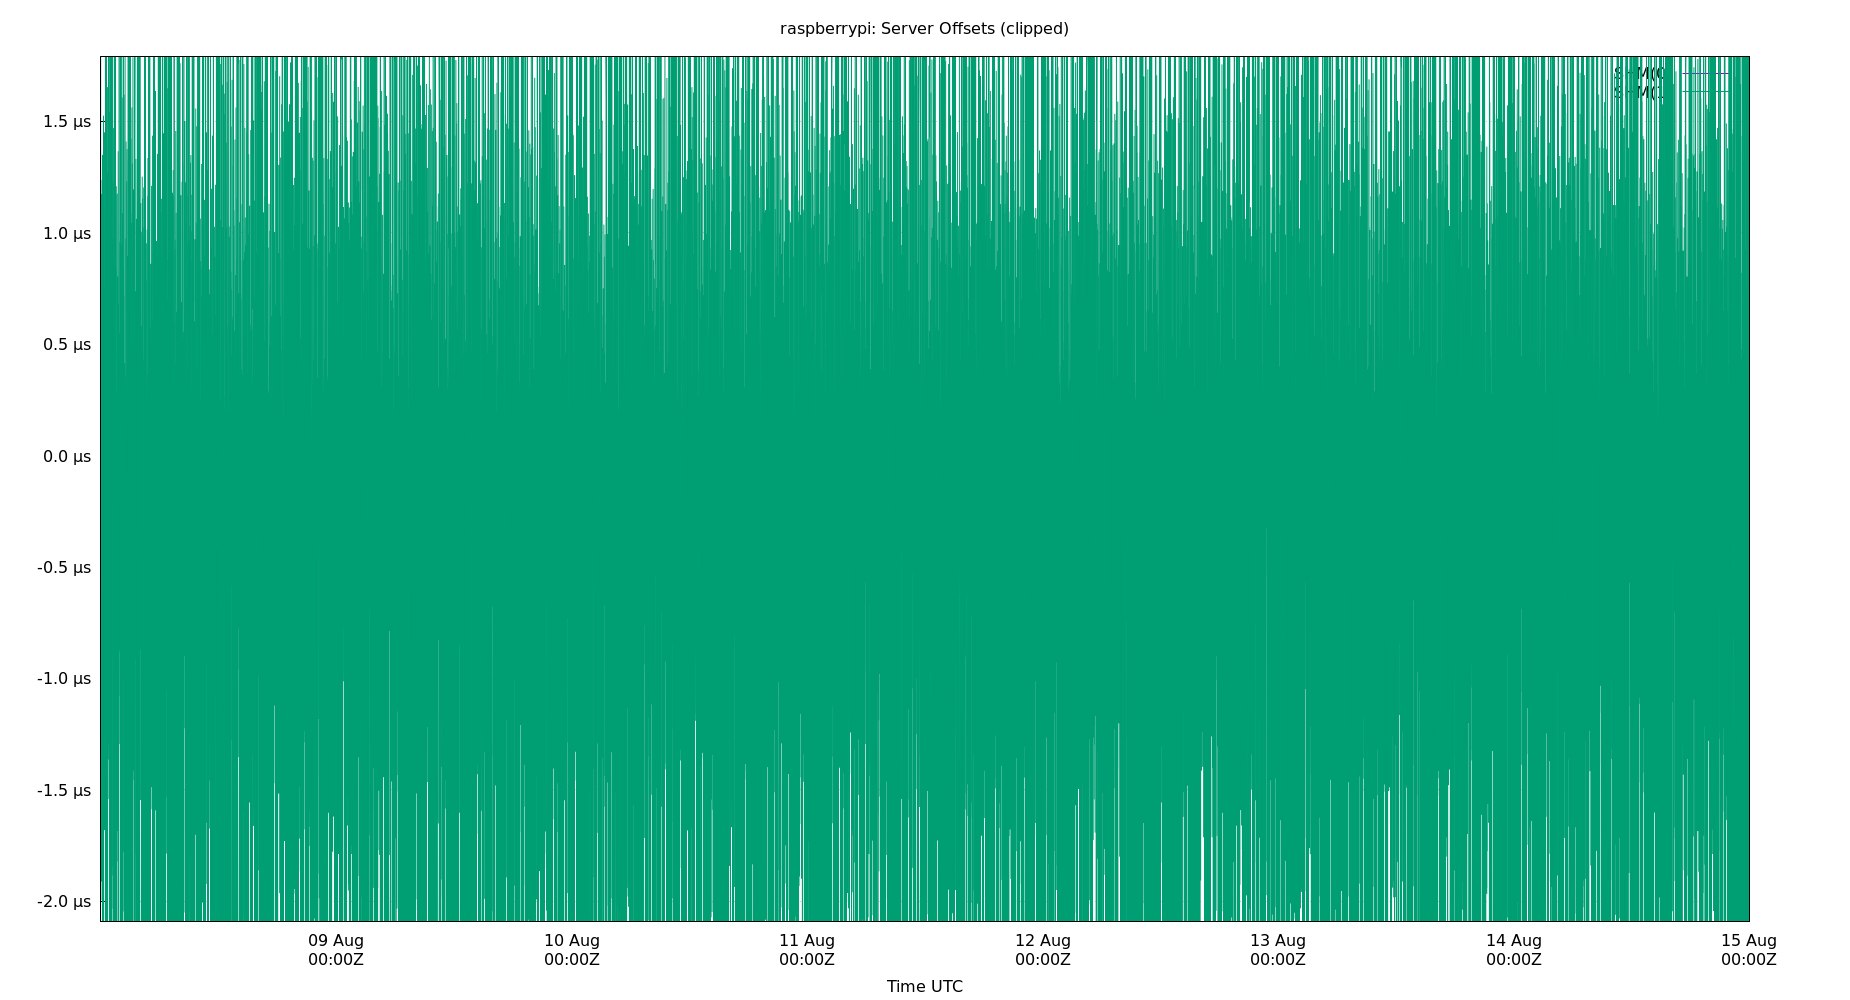 raspberrypi: Server Offsets (clipped)
1.5 µs
1.0 µs
0.5 µs
0.0 µs
-0.5 µs
-1.0 µs
-1.5 µs
-2.0 µs
09 Aug 10 Aug 11 Aug 12 Aug 13 Aug 14 Aug 15 Aug
00:00Z 00:00Z 00:00Z 00:00Z 00:00Z 00:00Z 00:00Z
Time UTC